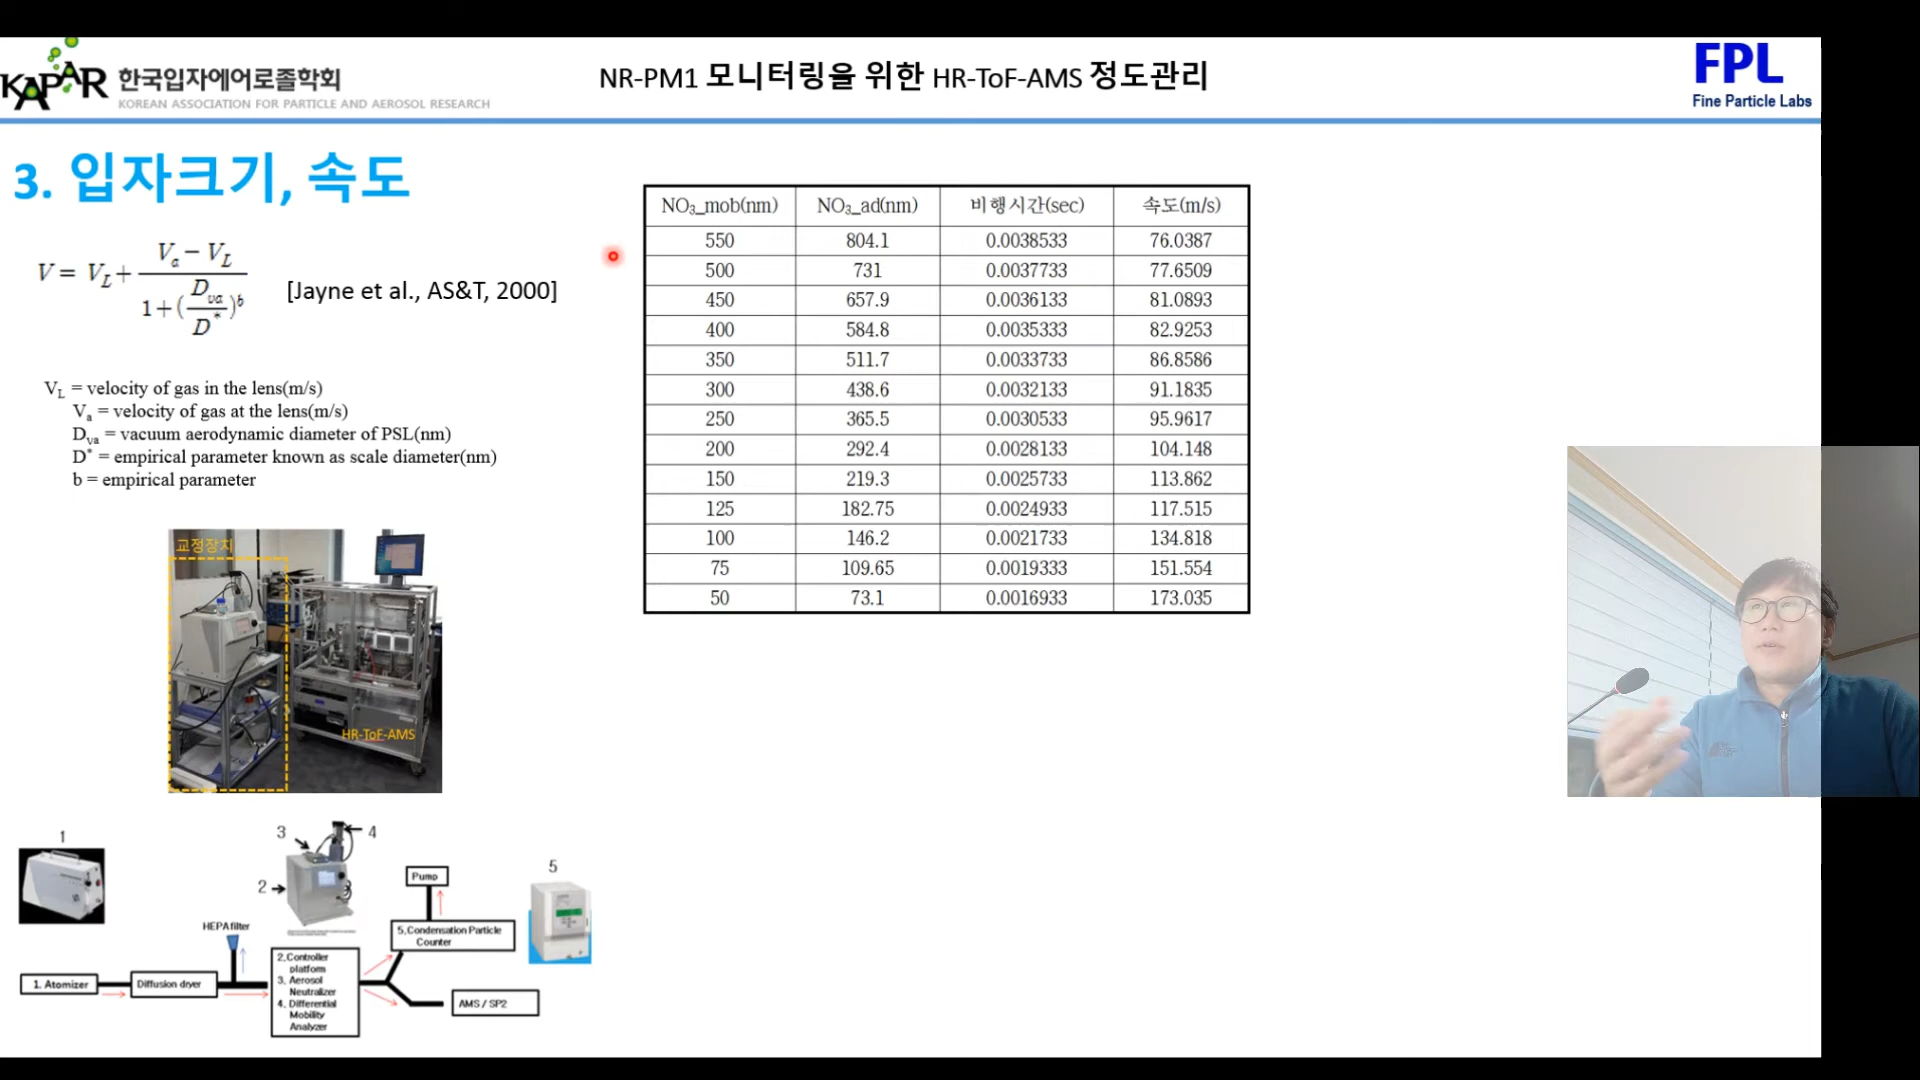 KAPAR 한국입자에어로졸학회
KOREAN ASSOCIATION FOR PARTICLE AND AEROSOL RESEARCH
NR-PM1 모니터링을 위한 HR-ToF-AMS 정도관리
FPL
Fine Particle Labs
3. 입자크기, 속도
V = V_L + (V_a − V_L) / (1 + (D_va / D^*)^b)
[Jayne et al., AS&T, 2000]
V_L = velocity of gas in the lens(m/s)
V_a = velocity of gas at the lens(m/s)
D_va = vacuum aerodynamic diameter of PSL(nm)
D^* = empirical parameter known as scale diameter(nm)
b = empirical parameter
NO₃_mob(nm) NO₃_ad(nm) 비행시간(sec) 속도(m/s)
550 804.1 0.0038533 76.0387
500 731 0.0037733 77.6509
450 657.9 0.0036133 81.0893
400 584.8 0.0035333 82.9253
350 511.7 0.0033733 86.8586
300 438.6 0.0032133 91.1835
250 365.5 0.0030533 95.9617
200 292.4 0.0028133 104.148
150 219.3 0.0025733 113.862
125 182.75 0.0024933 117.515
100 146.2 0.0021733 134.818
75 109.65 0.0019333 151.554
50 73.1 0.0016933 173.035
교정장치
HR-ToF-AMS
1
3
4
2
5
Pump
HEPA filter
5.Condensation Particle
Counter
1. Atomizer
Diffusion dryer
2.Controller
platform
3. Aerosol
Neutralizer
4. Differential
Mobility
Analyzer
AMS / SP2